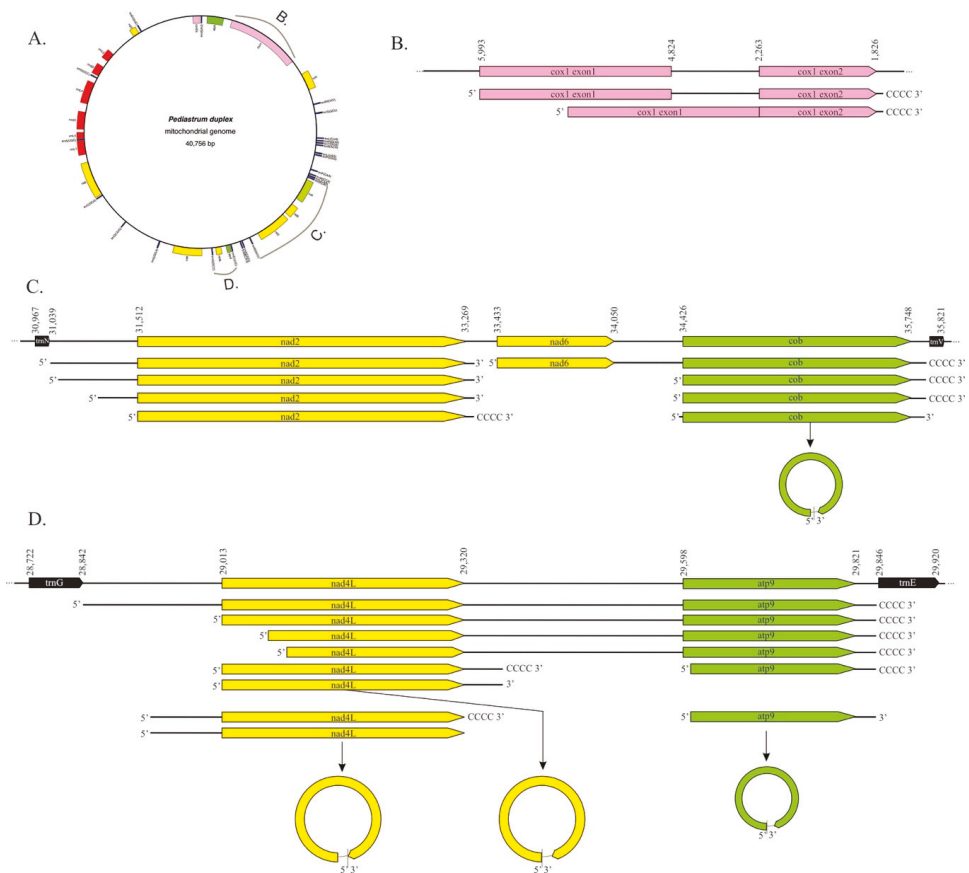 A.
B.
Pediastrum duplex
mitochondrial genome
40,756 bp
C.
D.
B.
5,993 4,824 2,263 1,826
... cox1 exon1 cox1 exon2 ...
5' cox1 exon1 cox1 exon2 CCCC 3'
5' cox1 exon1 cox1 exon2 CCCC 3'
C.
30,967 31,039 31,512 33,269 33,433 34,050 34,426 35,748 35,821
... trnN nad2 nad6 cob trnV ...
5' nad2 3' 5' nad6 cob CCCC 3'
5' nad2 3' 5' cob CCCC 3'
5' nad2 3' 5' cob CCCC 3'
5' nad2 CCCC 3' 5' cob 3'
5' 3'
D.
28,722 28,842 29,013 29,320 29,598 29,821 29,846 29,920
... trnG nad4L atp9 trnE ...
5' nad4L atp9 CCCC 3'
5' nad4L atp9 CCCC 3'
5' nad4L atp9 CCCC 3'
5' nad4L atp9 CCCC 3'
5' nad4L CCCC 3' 5' atp9 CCCC 3'
5' nad4L 3'
5' nad4L CCCC 3' 5' atp9 3'
5' nad4L
5' 3'
5' 3'
5' 3'